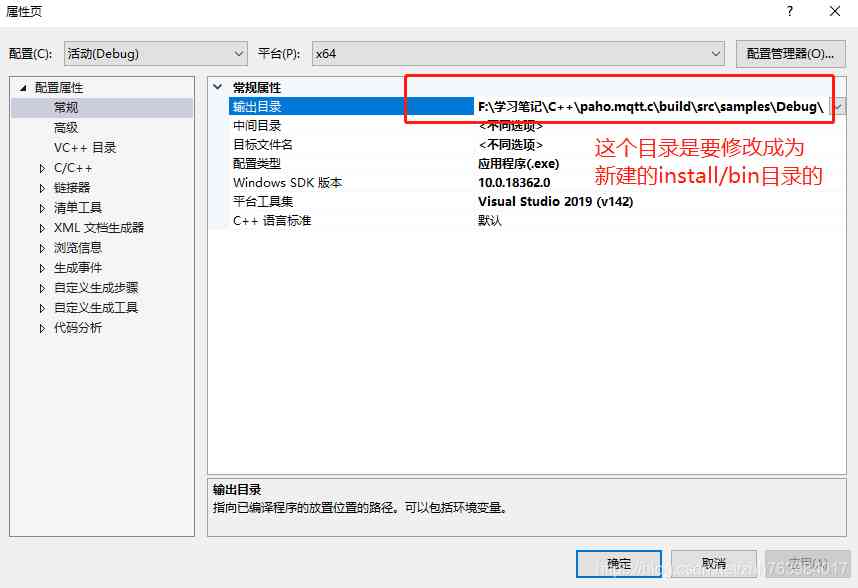 属性页
?
配置(C):
活动(Debug)
平台(P):
x64
配置管理器(O)...
配置属性
常规
高级
VC++ 目录
C/C++
链接器
清单工具
XML 文档生成器
浏览信息
生成事件
自定义生成步骤
自定义生成工具
代码分析
常规属性
输出目录 F:\学习笔记\C++\paho.mqtt.c\build\src\samples\Debug\
中间目录 <不同选项>
目标文件名 <不同选项>
配置类型 应用程序(.exe)
Windows SDK 版本 10.0.18362.0
平台工具集 Visual Studio 2019 (v142)
C++ 语言标准 默认
这个目录是要修改成为
新建的install/bin目录的
输出目录
指向已编译程序的放置位置的路径。可以包括环境变量。
确定
取消
应用(A)